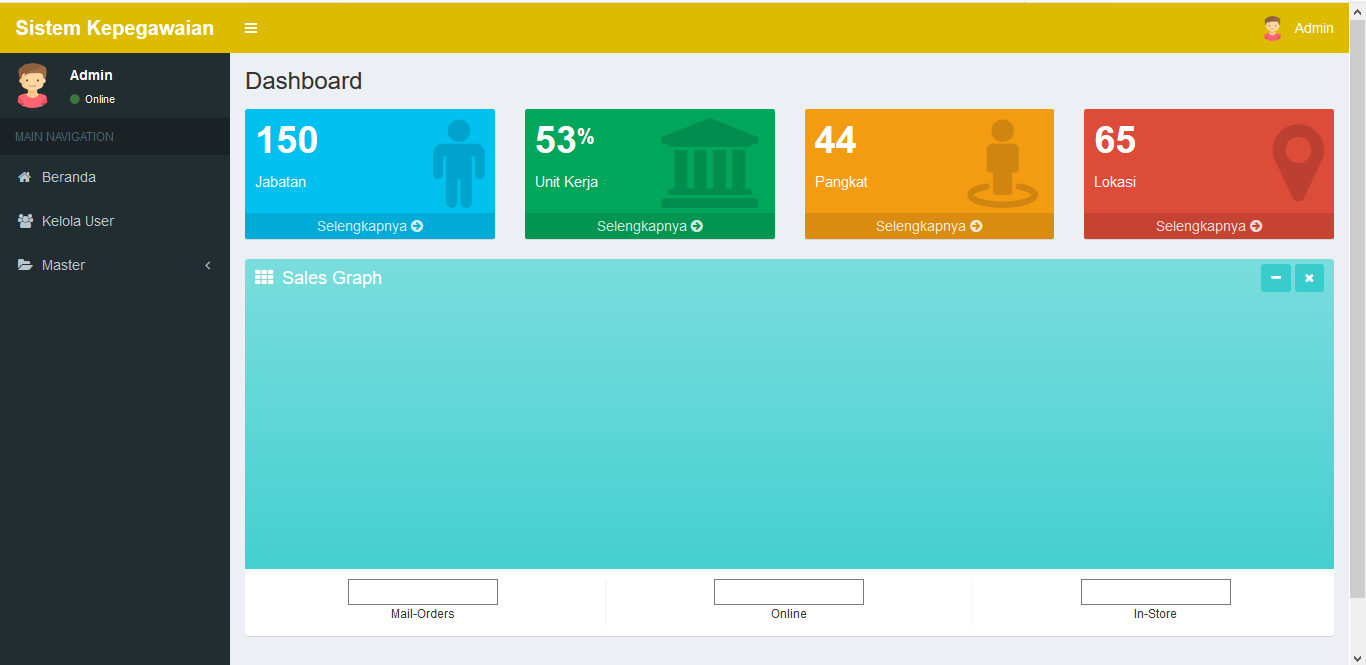 Sistem Kepegawaian
Admin
Admin
Online
MAIN NAVIGATION
Beranda
Kelola User
Master
Dashboard
150
Jabatan
Selengkapnya
53%
Unit Kerja
Selengkapnya
44
Pangkat
Selengkapnya
65
Lokasi
Selengkapnya
Sales Graph
Mail-Orders
Online
In-Store